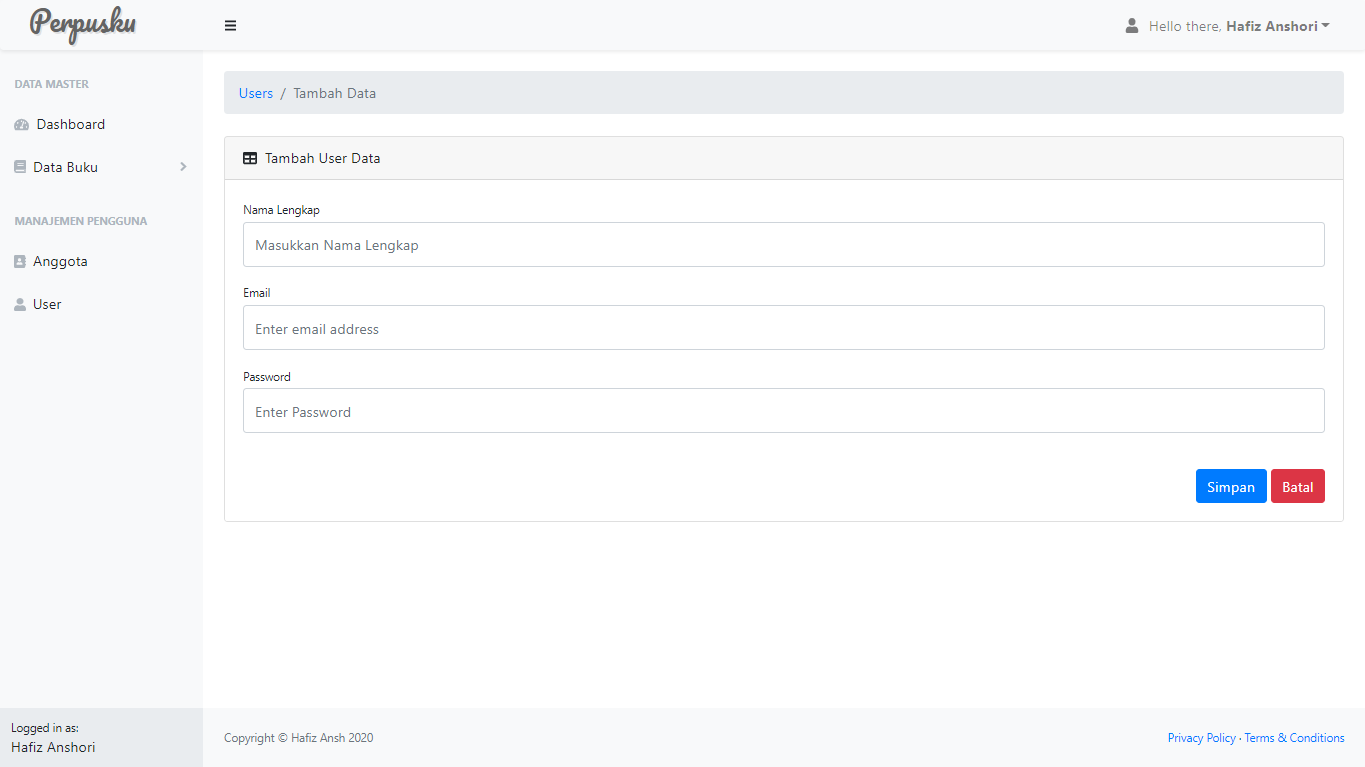 Perpusku
Hello there, Hafiz Anshori
DATA MASTER
Dashboard
Data Buku
MANAJEMEN PENGGUNA
Anggota
User
Logged in as:
Hafiz Anshori
Users / Tambah Data
Tambah User Data
Nama Lengkap
Masukkan Nama Lengkap
Email
Enter email address
Password
Enter Password
Simpan Batal
Copyright © Hafiz Ansh 2020
Privacy Policy · Terms & Conditions